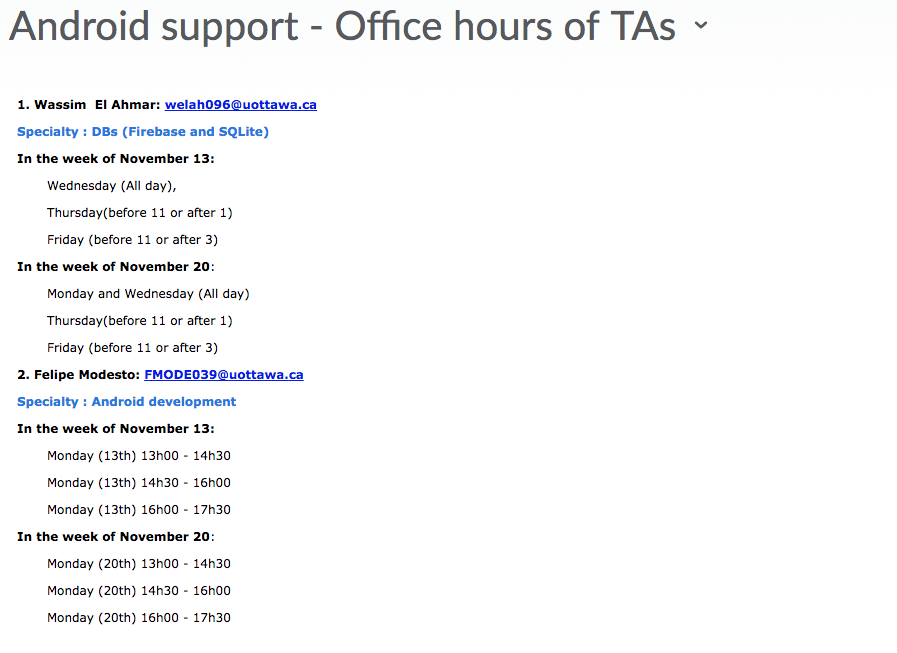 Android support - Office hours of TAs
1. Wassim  El Ahmar: welah096@uottawa.ca
Specialty : DBs (Firebase and SQLite)
In the week of November 13:
Wednesday (All day),
Thursday(before 11 or after 1)
Friday (before 11 or after 3)
In the week of November 20:
Monday and Wednesday (All day)
Thursday(before 11 or after 1)
Friday (before 11 or after 3)
2. Felipe Modesto: FMODE039@uottawa.ca
Specialty : Android development
In the week of November 13:
Monday (13th) 13h00 - 14h30
Monday (13th) 14h30 - 16h00
Monday (13th) 16h00 - 17h30
In the week of November 20:
Monday (20th) 13h00 - 14h30
Monday (20th) 14h30 - 16h00
Monday (20th) 16h00 - 17h30